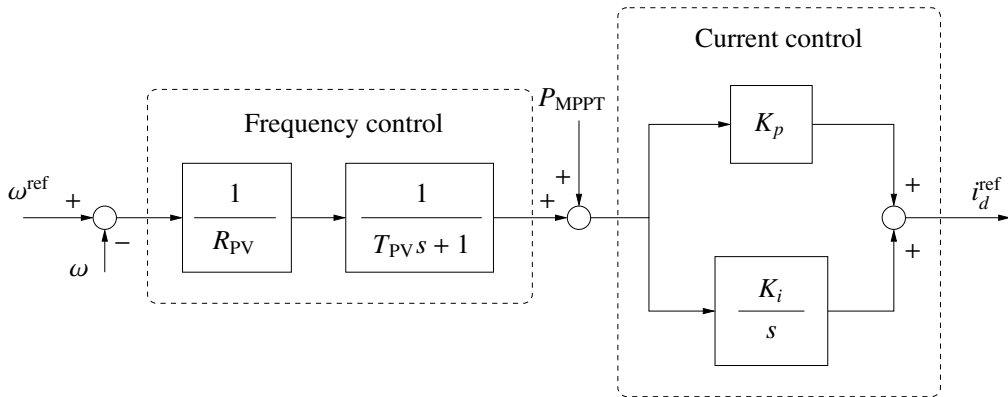 Current control
Frequency control
P_MPPT
K_p
ω^ref
+
−
ω
1
R_PV
1
T_PV s + 1
+
+
K_i
s
+
+
i_d^ref